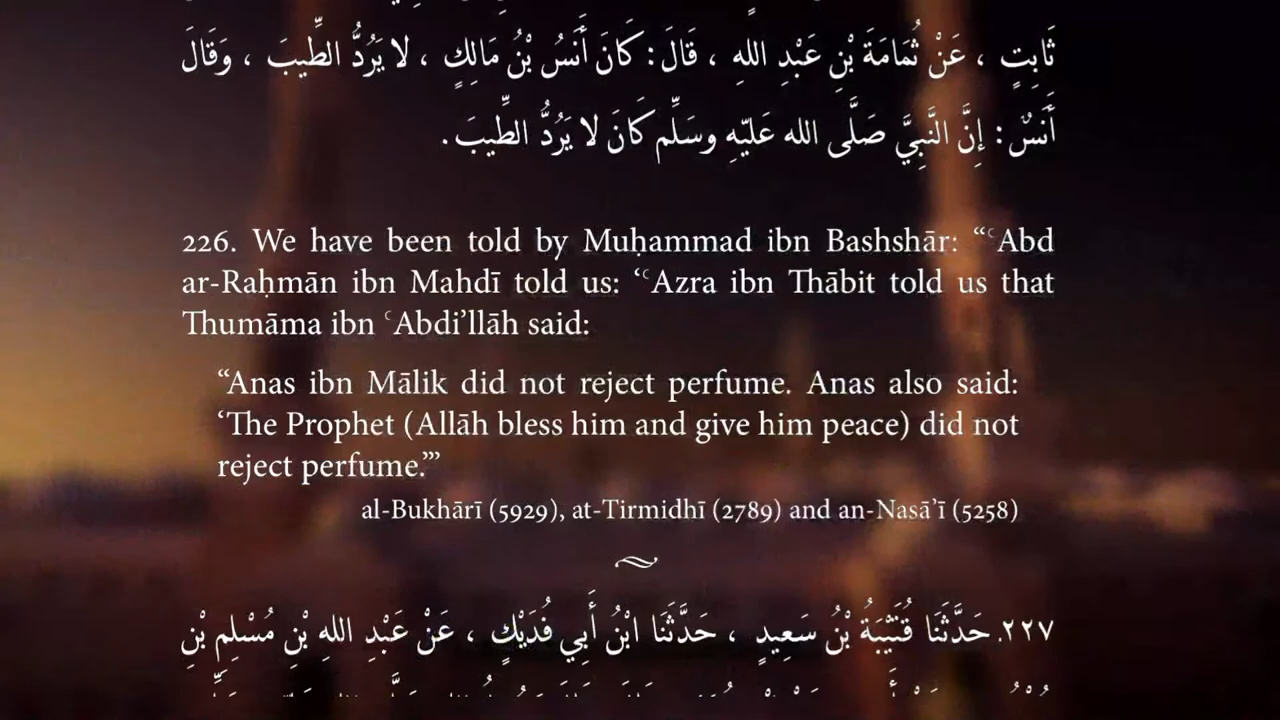 ثَابِتٍ ، عَنْ ثُمَامَةَ بْنِ عَبْدِ اللهِ ، قَالَ : كَانَ أَنَسُ بْنُ مَالِكٍ ، لا يَرُدُّ الطِّيبَ ، وَقَالَ
أَنَسٌ : إِنَّ النَّبِيَّ صَلَّى الله عَليّهِ وسَلِّم كَانَ لا يَرُدُّ الطِّيبَ .
226. We have been told by Muḥammad ibn Bashshār: “ʿAbd
ar-Raḥmān ibn Mahdī told us: ‘ʿAzra ibn Thābit told us that
Thumāma ibn ʿAbdi’llāh said:
“Anas ibn Mālik did not reject perfume. Anas also said:
‘The Prophet (Allāh bless him and give him peace) did not
reject perfume.’”
al-Bukhārī (5929), at-Tirmidhī (2789) and an-Nasā’ī (5258)
٢٢٧. حَدَّثَنَا قُتَيْبَةُ بْنُ سَعِيدٍ ، حَدَّثَنَا ابْنُ أَبِي فُدَيْكٍ ، عَنْ عَبْدِ اللهِ بْنِ مُسْلِمِ بْنِ